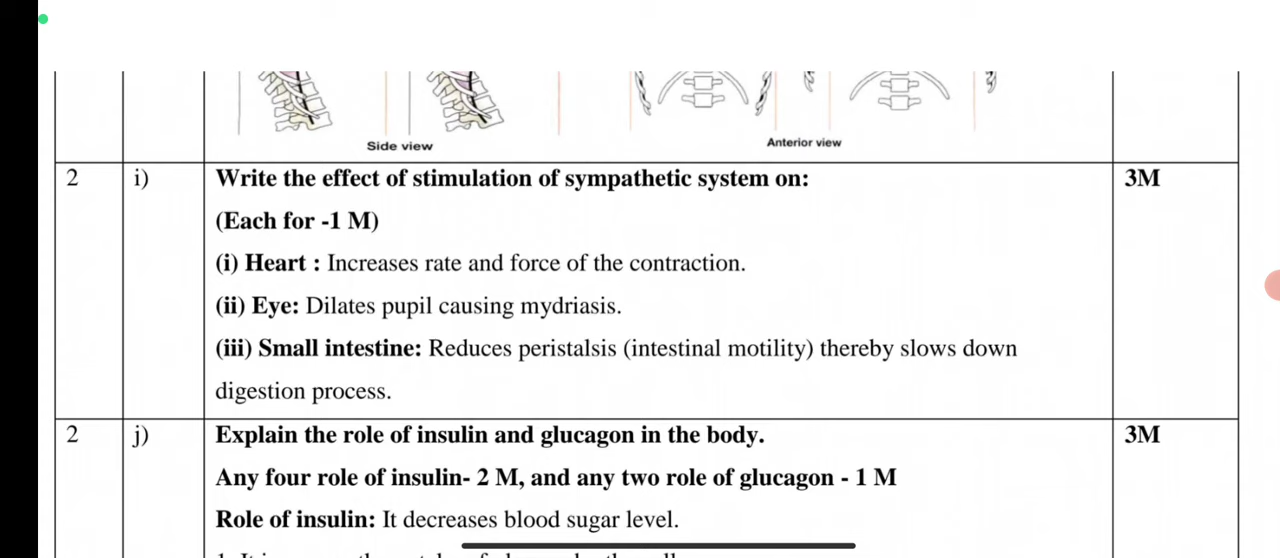 Side view
Anterior view
2 i) Write the effect of stimulation of sympathetic system on: 3M
(Each for -1 M)
(i) Heart : Increases rate and force of the contraction.
(ii) Eye: Dilates pupil causing mydriasis.
(iii) Small intestine: Reduces peristalsis (intestinal motility) thereby slows down
digestion process.
2 j) Explain the role of insulin and glucagon in the body. 3M
Any four role of insulin- 2 M, and any two role of glucagon - 1 M
Role of insulin: It decreases blood sugar level.